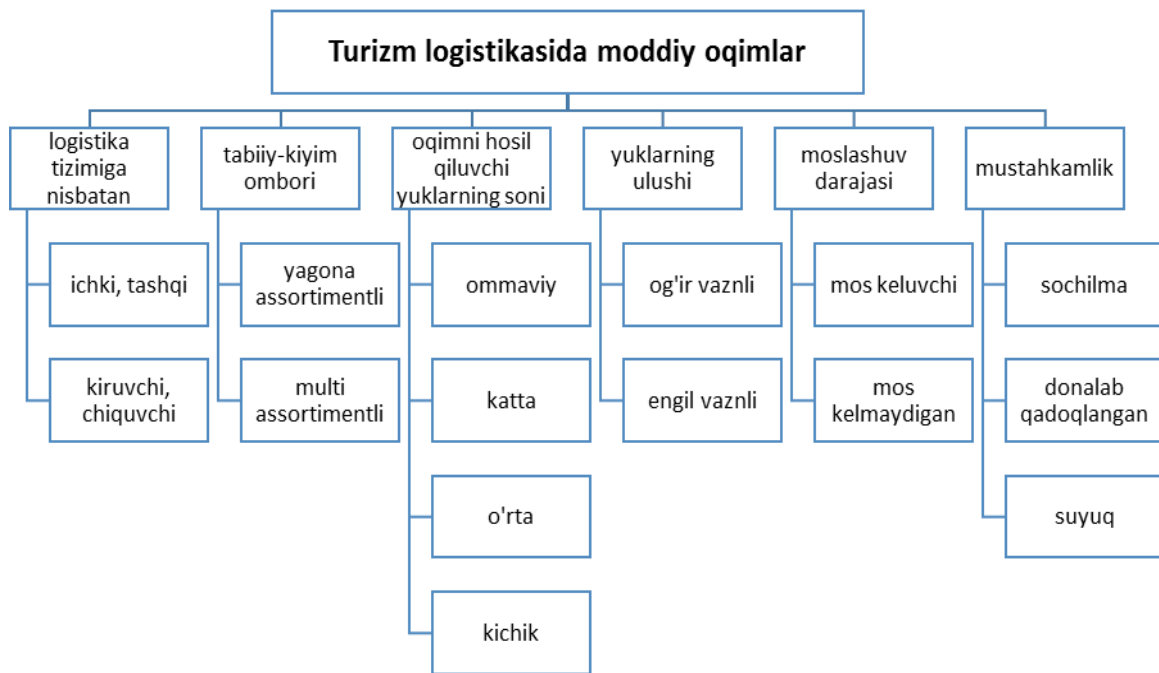 Turizm logistikasida moddiy oqimlar
logistika
tizimiga
nisbatan
tabiiy-kiyim
ombori
oqimni hosil
qiluvchi
yuklarning soni
yuklarning
ulushi
moslashuv
darajasi
mustahkamlik
ichki, tashqi
yagona
assortimentli
ommaviy
og'ir vaznli
mos keluvchi
sochilma
kiruvchi,
chiquvchi
multi
assortimentli
katta
engil vaznli
mos
kelmaydigan
donalab
qadoqlangan
o'rta
suyuq
kichik